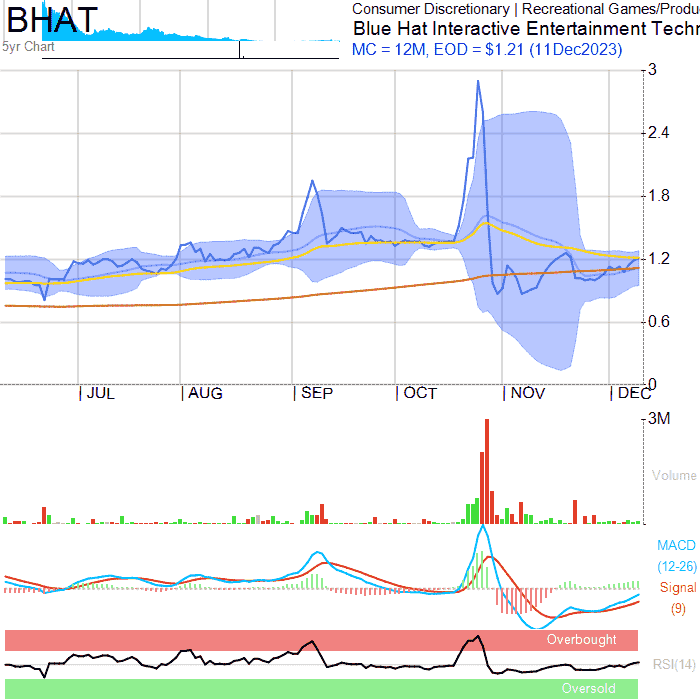 BHAT
Consumer Discretionary | Recreational Games/Produ
Blue Hat Interactive Entertainment Techn
5yr Chart
MC = 12M, EOD = $1.21 (11Dec2023)
3
2.4
1.8
1.2
0.6
0
JUL AUG SEP OCT NOV DEC
3M
Volume
MACD
(12-26)
Signal
(9)
Overbought
RSI(14)
Oversold